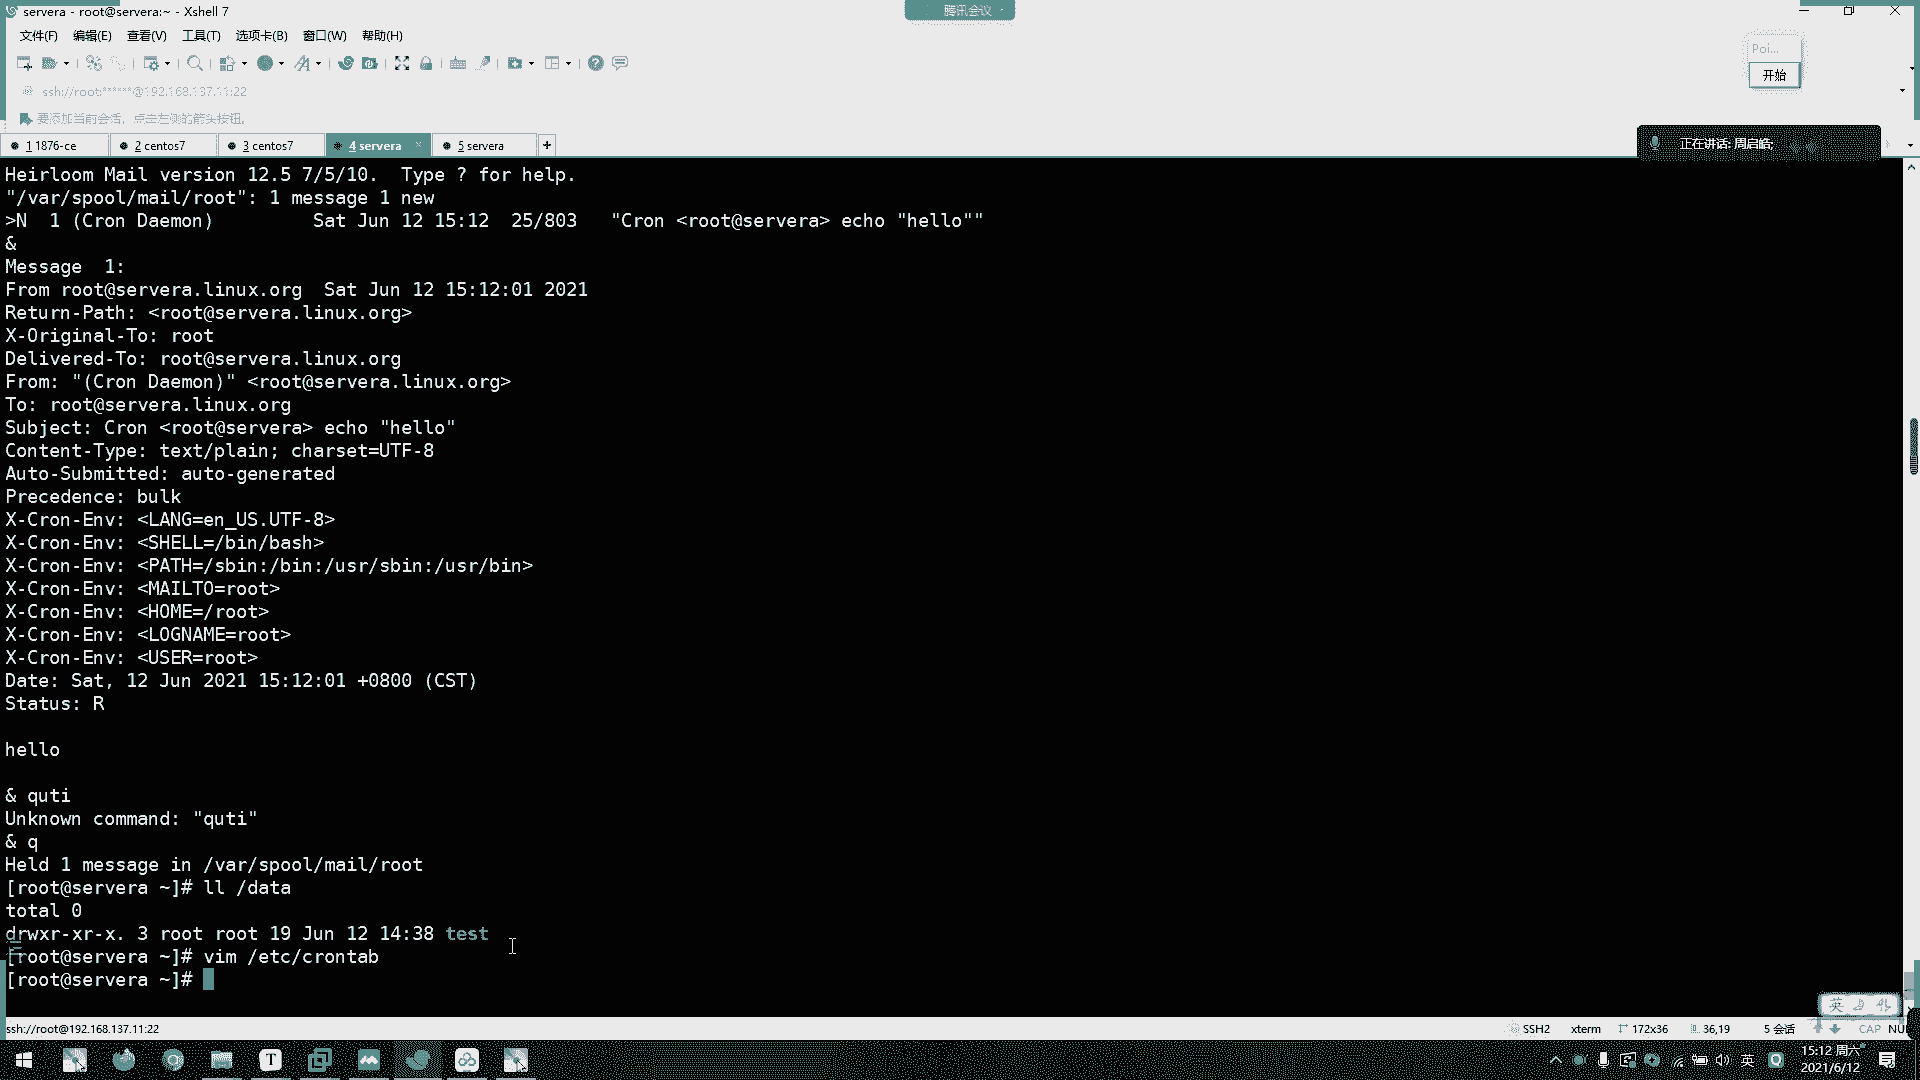 servera - root@servera:~ - Xshell 7
腾讯会议
文件(F) 编辑(E) 查看(V) 工具(T) 选项卡(B) 窗口(W) 帮助(H)
Poi...
开始
ssh://root:******@192.168.137.11:22
要添加当前会话，点击左侧的箭头按钮。
1 1876-ce 2 centos7 3 centos7 4 servera × 5 servera +
正在讲话: 周启皓;
Heirloom Mail version 12.5 7/5/10.  Type ? for help.
"/var/spool/mail/root": 1 message 1 new
>N  1 (Cron Daemon)         Sat Jun 12 15:12  25/803   "Cron <root@servera> echo "hello""
&
Message  1:
From root@servera.linux.org  Sat Jun 12 15:12:01 2021
Return-Path: <root@servera.linux.org>
X-Original-To: root
Delivered-To: root@servera.linux.org
From: "(Cron Daemon)" <root@servera.linux.org>
To: root@servera.linux.org
Subject: Cron <root@servera> echo "hello"
Content-Type: text/plain; charset=UTF-8
Auto-Submitted: auto-generated
Precedence: bulk
X-Cron-Env: <LANG=en_US.UTF-8>
X-Cron-Env: <SHELL=/bin/bash>
X-Cron-Env: <PATH=/sbin:/bin:/usr/sbin:/usr/bin>
X-Cron-Env: <MAILTO=root>
X-Cron-Env: <HOME=/root>
X-Cron-Env: <LOGNAME=root>
X-Cron-Env: <USER=root>
Date: Sat, 12 Jun 2021 15:12:01 +0800 (CST)
Status: R
hello
& quti
Unknown command: "quti"
& q
Held 1 message in /var/spool/mail/root
[root@servera ~]# ll /data
total 0
drwxr-xr-x. 3 root root 19 Jun 12 14:38 test
[root@servera ~]# vim /etc/crontab
[root@servera ~]#
英
ssh://root@192.168.137.11:22 SSH2 xterm 172x36 36,19 5 会话 CAP NUM
英 15:12 周六
2021/6/12